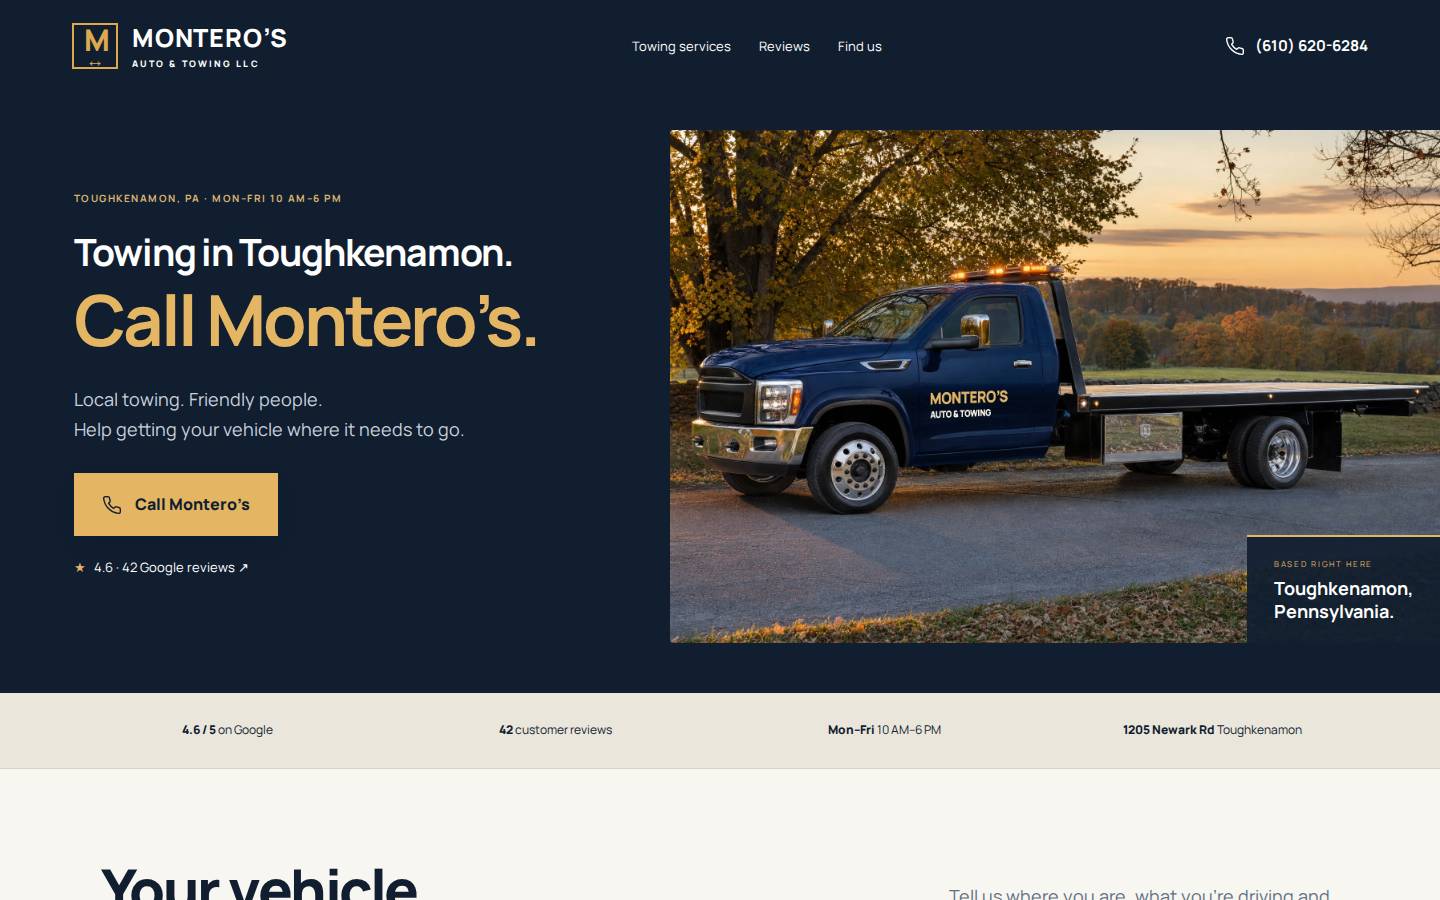 M
↔
MONTERO’S
AUTO & TOWING LLC
Towing services
Reviews
Find us
(610) 620-6284
TOUGHKENAMON, PA · MON–FRI 10 AM–6 PM
Towing in Toughkenamon.
Call Montero’s.
Local towing. Friendly people.
Help getting your vehicle where it needs to go.
Call Montero’s
★ 4.6 · 42 Google reviews ↗
MONTERO’S
AUTO & TOWING
BASED RIGHT HERE
Toughkenamon,
Pennsylvania.
4.6 / 5 on Google
42 customer reviews
Mon–Fri 10 AM–6 PM
1205 Newark Rd Toughkenamon
Your vehicle
Tell us where you are, what you’re driving and